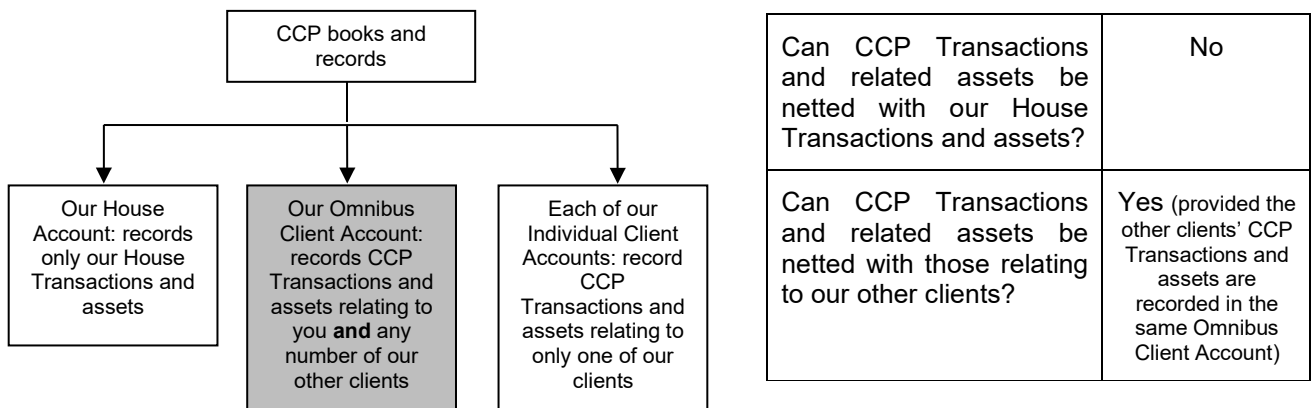 CCP books and
records
Our House
Account: records
only our House
Transactions and
assets
Our Omnibus
Client Account:
records CCP
Transactions and
assets relating to
you and any
number of our
other clients
Each of our
Individual Client
Accounts: record
CCP
Transactions and
assets relating to
only one of our
clients
Can CCP Transactions
and related assets be
netted with our House
Transactions and assets?
No
Can CCP Transactions
and related assets be
netted with those relating
to our other clients?
Yes (provided the
other clients' CCP
Transactions and
assets are
recorded in the
same Omnibus
Client Account)